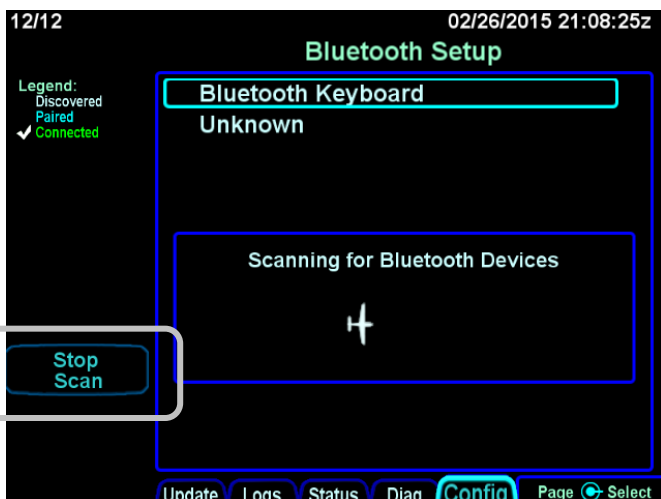 12/12 02/26/2015 21:08:25z
Bluetooth Setup
Legend:
Discovered
Paired
Connected
Bluetooth Keyboard
Unknown
Scanning for Bluetooth Devices
Stop
Scan
Update Logs Status Diag Config Page Select